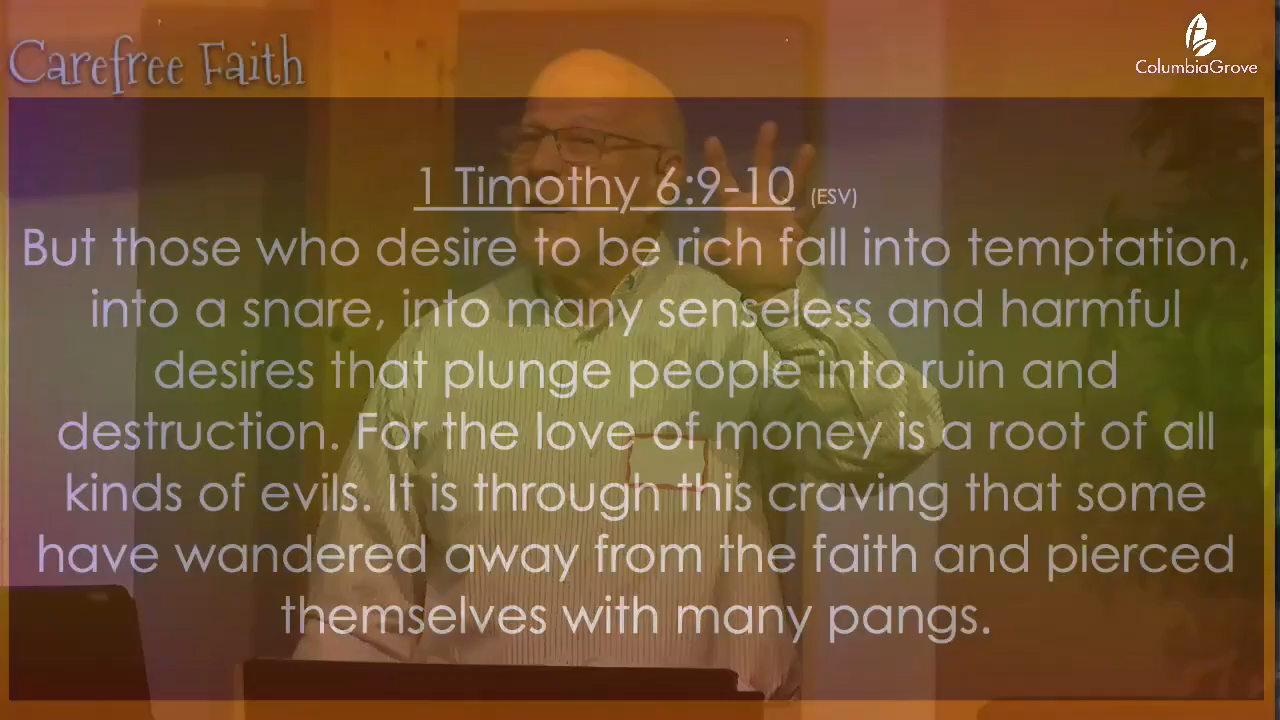 Carefree Faith
ColumbiaGrove
1 Timothy 6:9-10 (ESV)
But those who desire to be rich fall into temptation,
into a snare, into many senseless and harmful
desires that plunge people into ruin and
destruction. For the love of money is a root of all
kinds of evils. It is through this craving that some
have wandered away from the faith and pierced
themselves with many pangs.